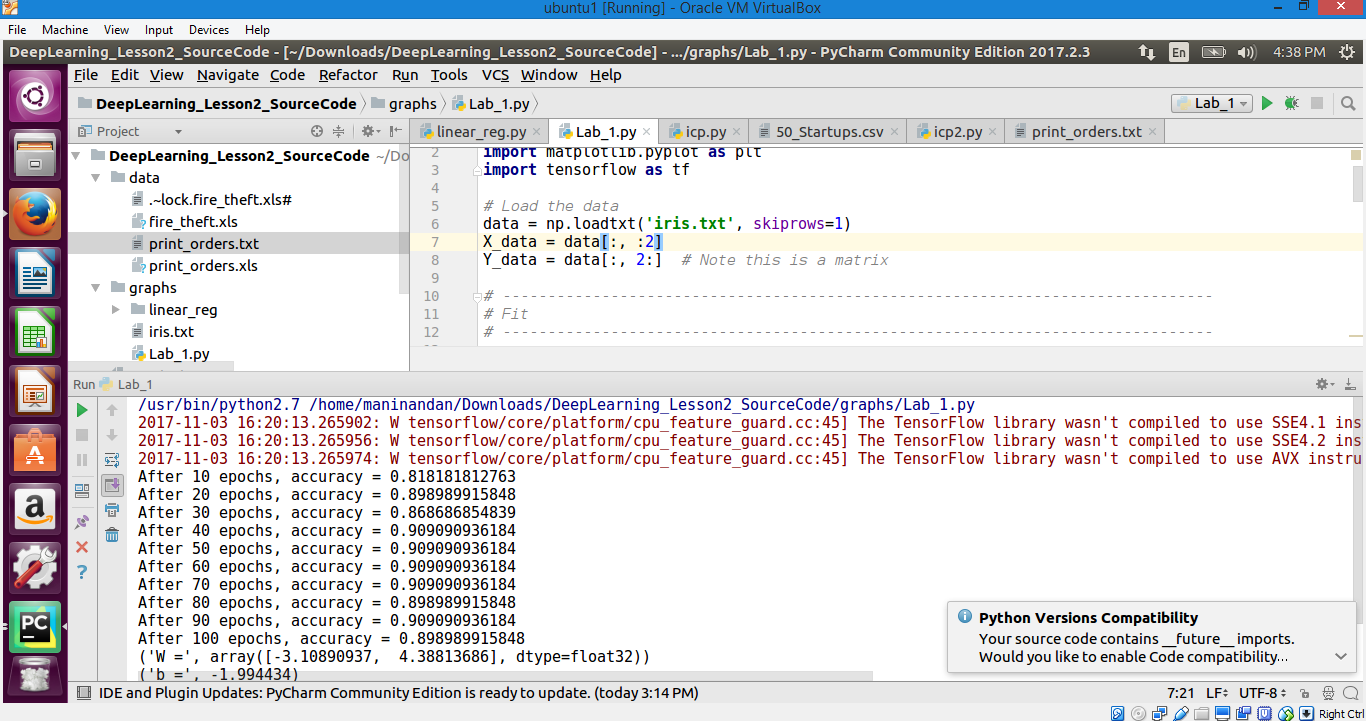 ubuntu1 [Running] - Oracle VM VirtualBox
File Machine View Input Devices Help
DeepLearning_Lesson2_SourceCode - [~/Downloads/DeepLearning_Lesson2_SourceCode] - .../graphs/Lab_1.py - PyCharm Community Edition 2017.2.3 En 4:38 PM
File Edit View Navigate Code Refactor Run Tools VCS Window Help
DeepLearning_Lesson2_SourceCode graphs Lab_1.py Lab_1
Project
linear_reg.py Lab_1.py icp.py 50_Startups.csv icp2.py print_orders.txt
DeepLearning_Lesson2_SourceCode ~/Do
data
.~lock.fire_theft.xls#
fire_theft.xls
print_orders.txt
print_orders.xls
graphs
linear_reg
iris.txt
Lab_1.py
2 import matplotlib.pyplot as plt
3 import tensorflow as tf
4
5 # Load the data
6 data = np.loadtxt('iris.txt', skiprows=1)
7 X_data = data[:, :2]
8 Y_data = data[:, 2:] # Note this is a matrix
9
10 # -------------------------------------------------------------------------------
11 # Fit
12 # -------------------------------------------------------------------------------
Run Lab_1
/usr/bin/python2.7 /home/maninandan/Downloads/DeepLearning_Lesson2_SourceCode/graphs/Lab_1.py
2017-11-03 16:20:13.265902: W tensorflow/core/platform/cpu_feature_guard.cc:45] The TensorFlow library wasn't compiled to use SSE4.1 ins
2017-11-03 16:20:13.265956: W tensorflow/core/platform/cpu_feature_guard.cc:45] The TensorFlow library wasn't compiled to use SSE4.2 ins
2017-11-03 16:20:13.265974: W tensorflow/core/platform/cpu_feature_guard.cc:45] The TensorFlow library wasn't compiled to use AVX instru
After 10 epochs, accuracy = 0.818181812763
After 20 epochs, accuracy = 0.898989915848
After 30 epochs, accuracy = 0.868686854839
After 40 epochs, accuracy = 0.909090936184
After 50 epochs, accuracy = 0.909090936184
After 60 epochs, accuracy = 0.909090936184
After 70 epochs, accuracy = 0.909090936184
After 80 epochs, accuracy = 0.898989915848
After 90 epochs, accuracy = 0.909090936184
After 100 epochs, accuracy = 0.898989915848
('W =', array([-3.10890937, 4.38813686], dtype=float32))
('b =', -1.994434)
Python Versions Compatibility
Your source code contains __future__ imports.
Would you like to enable Code compatibility...
IDE and Plugin Updates: PyCharm Community Edition is ready to update. (today 3:14 PM) 7:21 LF UTF-8
Right Ctrl